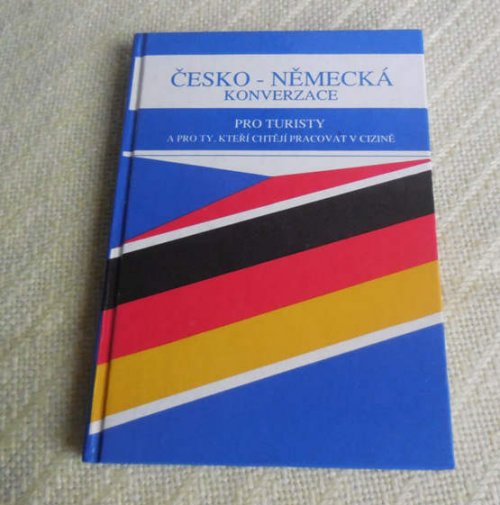 ČESKO - NĚMECKÁ
KONVERZACE
PRO TURISTY
A PRO TY. KTEŘÍ CHTĚJÍ PRACOVAT V CIZINĚ